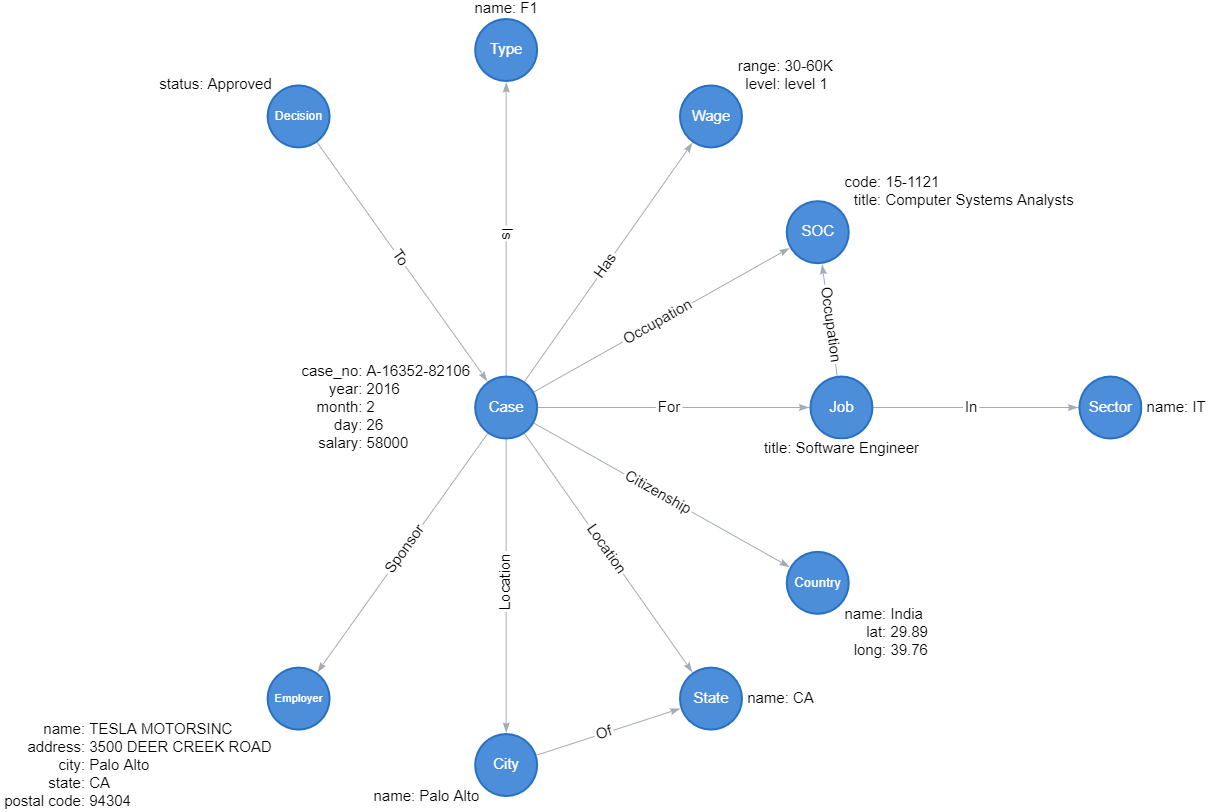 name: F1
Type
range: 30-60K
level: level 1
Wage
status: Approved
Decision
code: 15-1121
title: Computer Systems Analysts
SOC
To
Is
Has
Occupation
Occupation
case_no: A-16352-82106
year: 2016
month: 2
day: 26
salary: 58000
Case
For
Job
title: Software Engineer
In
Sector
name: IT
Citizenship
Sponsor
Location
Location
Country
name: India
lat: 29.89
long: 39.76
Employer
name: TESLA MOTORSINC
address: 3500 DEER CREEK ROAD
city: Palo Alto
state: CA
postal code: 94304
State
name: CA
Of
City
name: Palo Alto